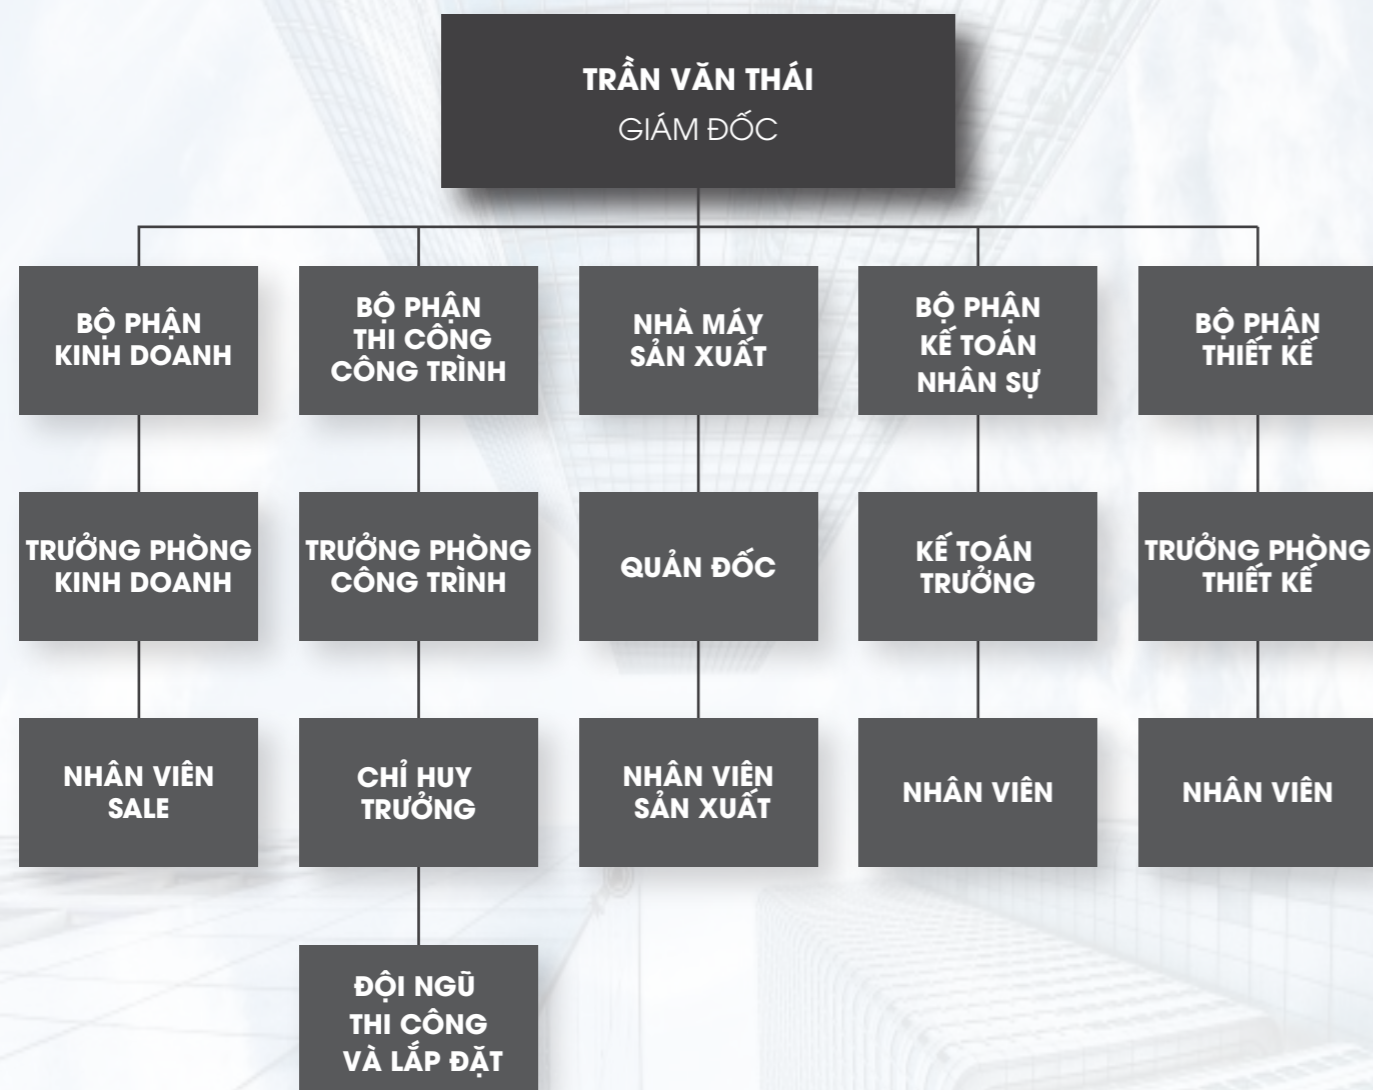 TRẦN VĂN THÁI
GIÁM ĐỐC
BỘ PHẬN
KINH DOANH
BỘ PHẬN
THI CÔNG
CÔNG TRÌNH
NHÀ MÁY
SẢN XUẤT
BỘ PHẬN
KẾ TOÁN
NHÂN SỰ
BỘ PHẬN
THIẾT KẾ
TRƯỞNG PHÒNG
KINH DOANH
TRƯỞNG PHÒNG
CÔNG TRÌNH
QUẢN ĐỐC
KẾ TOÁN
TRƯỞNG
TRƯỞNG PHÒNG
THIẾT KẾ
NHÂN VIÊN
SALE
CHỈ HUY
TRƯỞNG
NHÂN VIÊN
SẢN XUẤT
NHÂN VIÊN
NHÂN VIÊN
ĐỘI NGŨ
THI CÔNG
VÀ LẮP ĐẶT